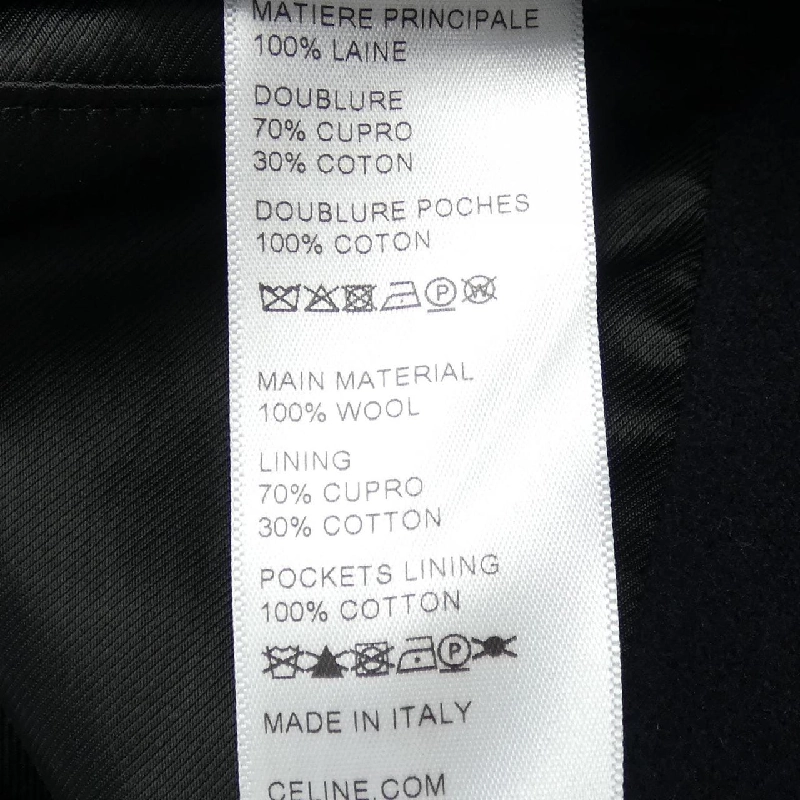 MATIERE PRINCIPALE
100% LAINE
DOUBLURE
70% CUPRO
30% COTON
DOUBLURE POCHES
100% COTON
P W
MAIN MATERIAL
100% WOOL
LINING
70% CUPRO
30% COTTON
POCKETS LINING
100% COTTON
P
MADE IN ITALY
CELINE.COM